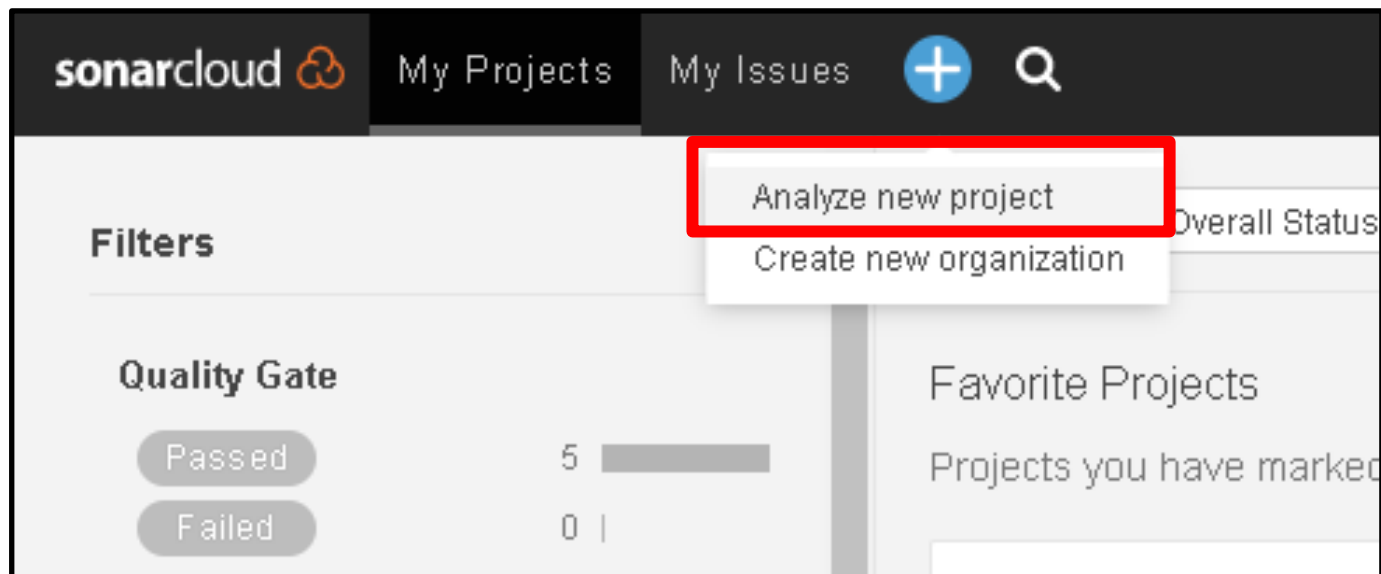 sonarcloud My Projects My Issues
Analyze new project
Create new organization
Overall Status
Filters
Quality Gate
Passed 5
Failed 0
Favorite Projects
Projects you have marked